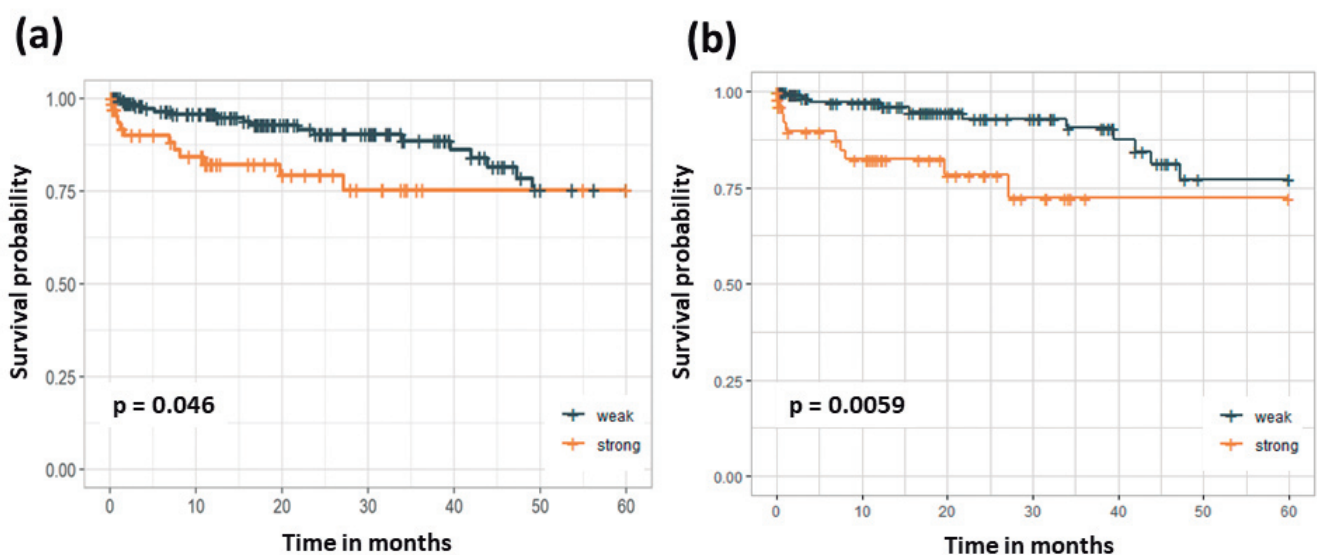 (a)
Survival probability
1.00
0.75
0.50
0.25
0.00
p = 0.046
weak
strong
0 10 20 30 40 50 60
Time in months
(b)
Survival probability
1.00
0.75
0.50
0.25
0.00
p = 0.0059
weak
strong
0 10 20 30 40 50 60
Time in months